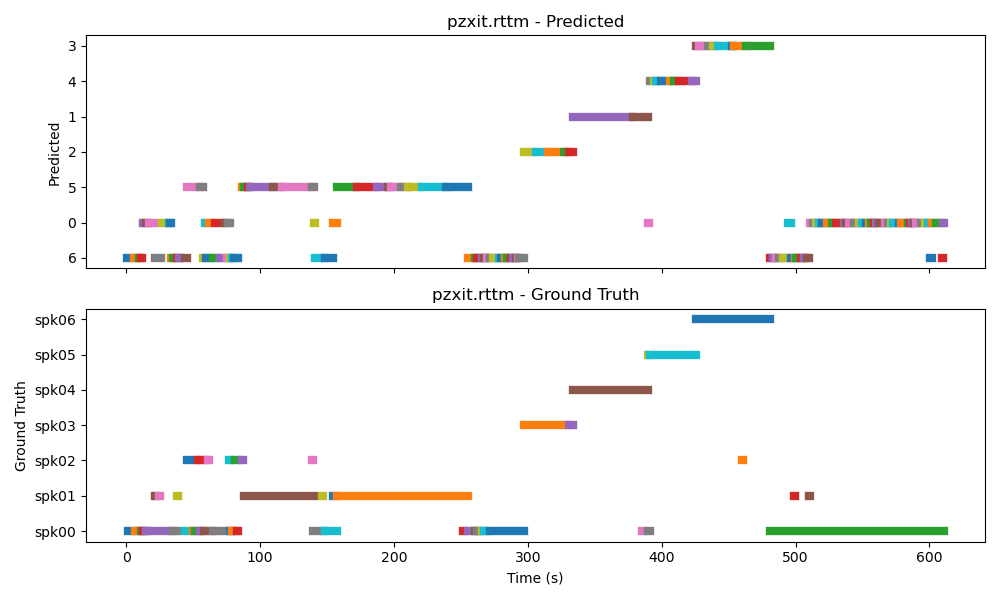 pzxit.rttm - Predicted
Predicted
3
4
1
2
5
0
6
pzxit.rttm - Ground Truth
Ground Truth
spk06
spk05
spk04
spk03
spk02
spk01
spk00
0 100 200 300 400 500 600
Time (s)